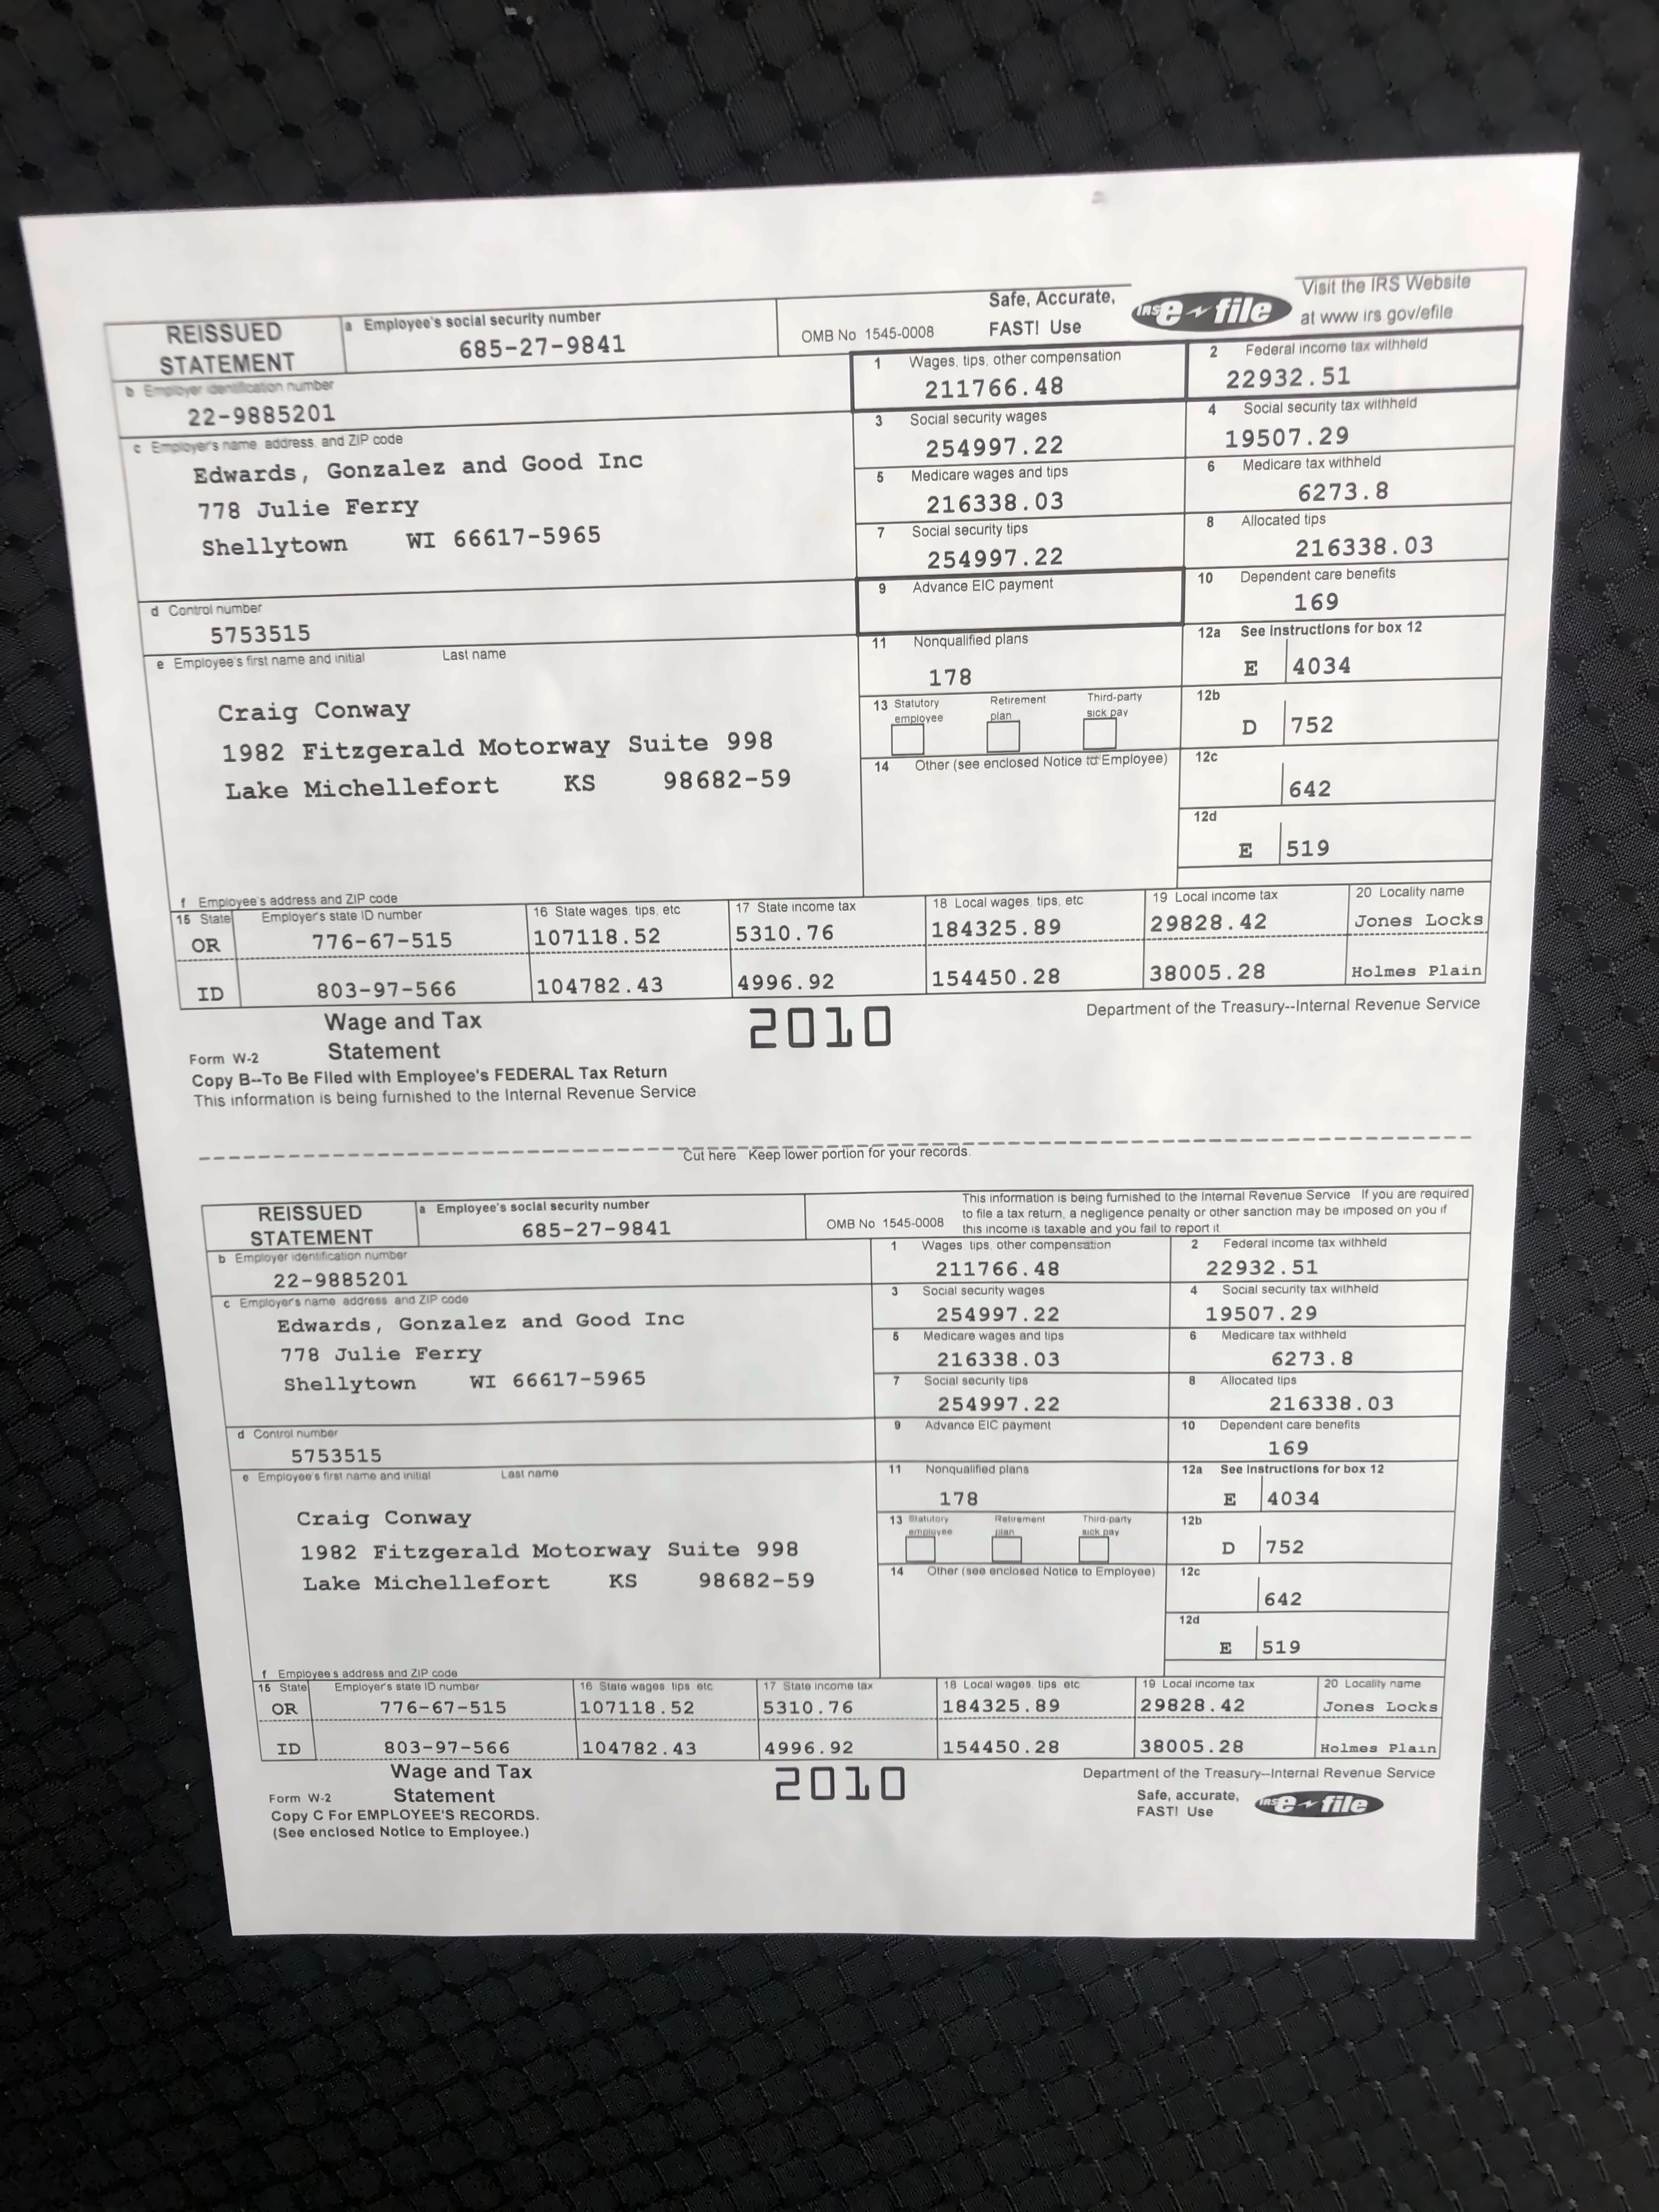 REISSUED STATEMENT
a Employee's social security number
685-27-9841
OMB No 1545-0008
Safe, Accurate, FAST! Use
IRS e file
Visit the IRS Website at www irs.gov/efile
b Employer identification number
22-9885201
1 Wages, tips, other compensation
211766.48
2 Federal income tax withheld
22932.51
c Employer's name, address, and ZIP code
Edwards, Gonzalez and Good Inc
778 Julie Ferry
Shellytown WI 66617-5965
3 Social security wages
254997.22
4 Social security tax withheld
19507.29
5 Medicare wages and tips
216338.03
6 Medicare tax withheld
6273.8
7 Social security tips
254997.22
8 Allocated tips
216338.03
d Control number
5753515
9 Advance EIC payment
10 Dependent care benefits
169
e Employee's first name and initial Last name
Craig Conway
1982 Fitzgerald Motorway Suite 998
Lake Michellefort KS 98682-59
11 Nonqualified plans
178
12a See Instructions for box 12
E 4034
13 Statutory employee Retirement plan Third-party sick pay
12b
D 752
14 Other (see enclosed Notice to Employee)
12c
642
12d
E 519
f Employee's address and ZIP code
15 State Employer's state ID number 16 State wages, tips, etc 17 State income tax 18 Local wages, tips, etc 19 Local income tax 20 Locality name
OR 776-67-515 107118.52 5310.76 184325.89 29828.42 Jones Locks
ID 803-97-566 104782.43 4996.92 154450.28 38005.28 Holmes Plain
Form W-2 Wage and Tax Statement
2010
Department of the Treasury--Internal Revenue Service
Copy B--To Be Filed with Employee's FEDERAL Tax Return
This information is being furnished to the Internal Revenue Service
Cut here. Keep lower portion for your records.
REISSUED STATEMENT
a Employee's social security number
685-27-9841
OMB No 1545-0008
This information is being furnished to the Internal Revenue Service If you are required
to file a tax return, a negligence penalty or other sanction may be imposed on you if
this income is taxable and you fail to report it
b Employer identification number
22-9885201
1 Wages tips, other compensation
211766.48
2 Federal income tax withheld
22932.51
c Employer's name address and ZIP code
Edwards, Gonzalez and Good Inc
778 Julie Ferry
Shellytown WI 66617-5965
3 Social security wages
254997.22
4 Social security tax withheld
19507.29
5 Medicare wages and tips
216338.03
6 Medicare tax withheld
6273.8
7 Social security tips
254997.22
8 Allocated tips
216338.03
d Control number
5753515
9 Advance EIC payment
10 Dependent care benefits
169
e Employee's first name and initial Last name
Craig Conway
1982 Fitzgerald Motorway Suite 998
Lake Michellefort KS 98682-59
11 Nonqualified plans
178
12a See Instructions for box 12
E 4034
13 Statutory employee Retirement plan Third-party sick pay
12b
D 752
14 Other (see enclosed Notice to Employee)
12c
642
12d
E 519
f Employee's address and ZIP code
15 State Employer's state ID number 16 State wages, tips etc 17 State income tax 18 Local wages, tips, etc 19 Local income tax 20 Locality name
OR 776-67-515 107118.52 5310.76 184325.89 29828.42 Jones Locks
ID 803-97-566 104782.43 4996.92 154450.28 38005.28 Holmes Plain
Form W-2 Wage and Tax Statement
2010
Department of the Treasury--Internal Revenue Service
Copy C For EMPLOYEE'S RECORDS.
(See enclosed Notice to Employee.)
Safe, accurate, FAST! Use
IRS e file